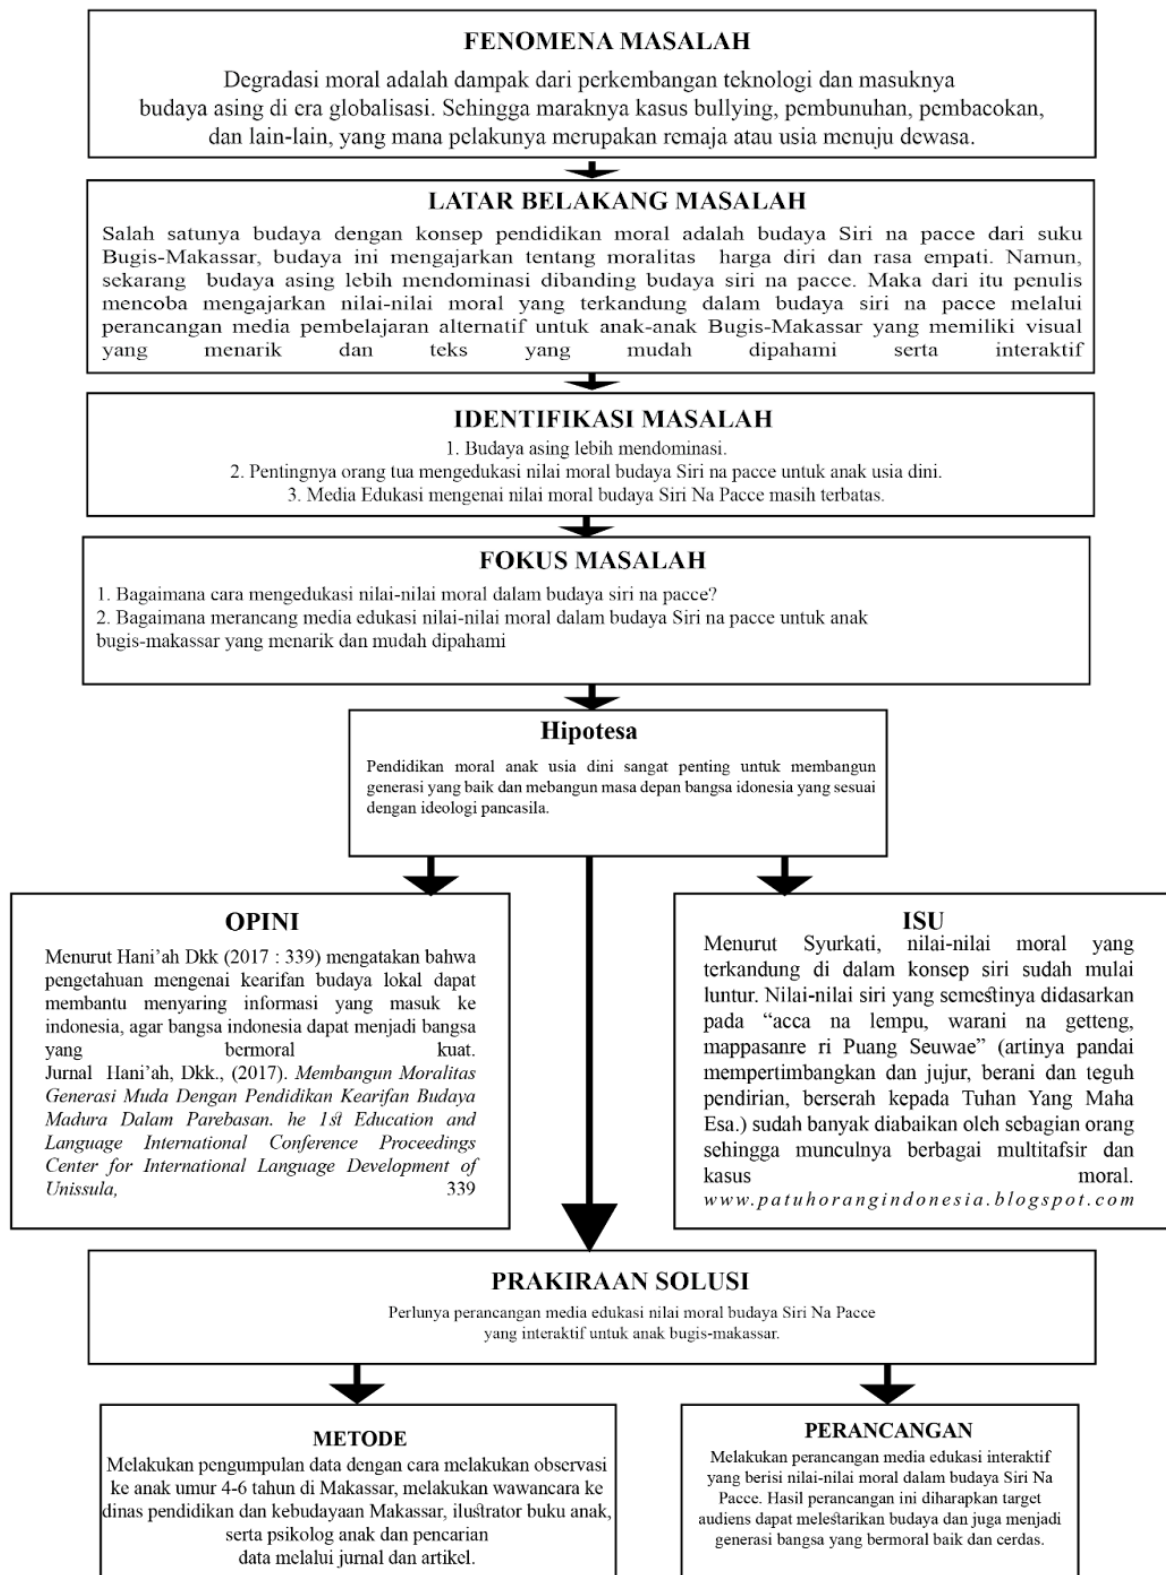 FENOMENA MASALAH
Degradasi moral adalah dampak dari perkembangan teknologi dan masuknya
budaya asing di era globalisasi. Sehingga maraknya kasus bullying, pembunuhan, pembacokan,
dan lain-lain, yang mana pelakunya merupakan remaja atau usia menuju dewasa.
LATAR BELAKANG MASALAH
Salah satunya budaya dengan konsep pendidikan moral adalah budaya Siri na pacce dari suku
Bugis-Makassar, budaya ini mengajarkan tentang moralitas harga diri dan rasa empati. Namun,
sekarang budaya asing lebih mendominasi dibanding budaya siri na pacce. Maka dari itu penulis
mencoba mengajarkan nilai-nilai moral yang terkandung dalam budaya siri na pacce melalui
perancangan media pembelajaran alternatif untuk anak-anak Bugis-Makassar yang memiliki visual
yang menarik dan teks yang mudah dipahami serta interaktif
IDENTIFIKASI MASALAH
1. Budaya asing lebih mendominasi.
2. Pentingnya orang tua mengedukasi nilai moral budaya Siri na pacce untuk anak usia dini.
3. Media Edukasi mengenai nilai moral budaya Siri Na Pacce masih terbatas.
FOKUS MASALAH
1. Bagaimana cara mengedukasi nilai-nilai moral dalam budaya siri na pacce?
2. Bagaimana merancang media edukasi nilai-nilai moral dalam budaya Siri na pacce untuk anak
bugis-makassar yang menarik dan mudah dipahami
Hipotesa
Pendidikan moral anak usia dini sangat penting untuk membangun
generasi yang baik dan mebangun masa depan bangsa idonesia yang sesuai
dengan ideologi pancasila.
OPINI
Menurut Hani'ah Dkk (2017 : 339) mengatakan bahwa
pengetahuan mengenai kearifan budaya lokal dapat
membantu menyaring informasi yang masuk ke
indonesia, agar bangsa indonesia dapat menjadi bangsa
yang bermoral kuat.
Jurnal Hani'ah, Dkk., (2017). Membangun Moralitas
Generasi Muda Dengan Pendidikan Kearifan Budaya
Madura Dalam Parebasan. he 1st Education and
Language International Conference Proceedings
Center for International Language Development of
Unissula, 339
ISU
Menurut Syurkati, nilai-nilai moral yang
terkandung di dalam konsep siri sudah mulai
luntur. Nilai-nilai siri yang semestinya didasarkan
pada “acca na lempu, warani na getteng,
mappasanre ri Puang Seuwae” (artinya pandai
mempertimbangkan dan jujur, berani dan teguh
pendirian, berserah kepada Tuhan Yang Maha
Esa.) sudah banyak diabaikan oleh sebagian orang
sehingga munculnya berbagai multitafsir dan
kasus moral.
www.patuhorangindonesia.blogspot.com
PRAKIRAAN SOLUSI
Perlunya perancangan media edukasi nilai moral budaya Siri Na Pacce
yang interaktif untuk anak bugis-makassar.
METODE
Melakukan pengumpulan data dengan cara melakukan observasi
ke anak umur 4-6 tahun di Makassar, melakukan wawancara ke
dinas pendidikan dan kebudayaan Makassar, ilustrator buku anak,
serta psikolog anak dan pencarian
data melalui jurnal dan artikel.
PERANCANGAN
Melakukan perancangan media edukasi interaktif
yang berisi nilai-nilai moral dalam budaya Siri Na
Pacce. Hasil perancangan ini diharapkan target
audiens dapat melestarikan budaya dan juga menjadi
generasi bangsa yang bermoral baik dan cerdas.